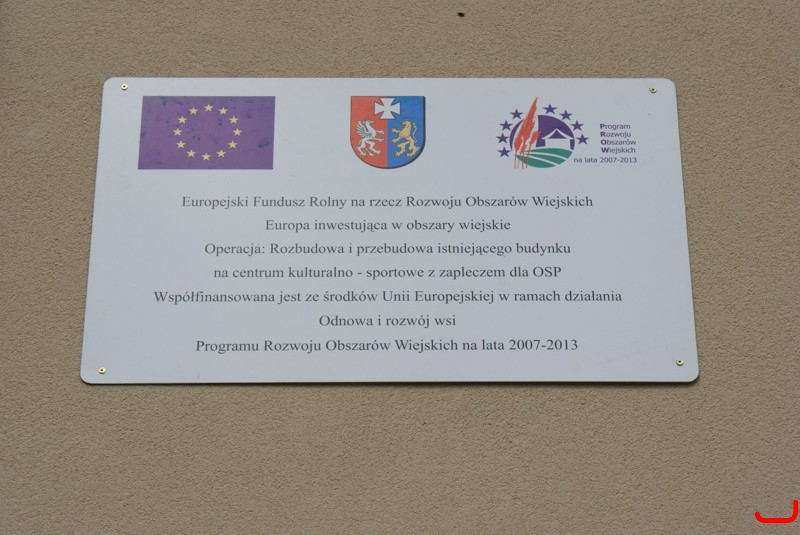 Program
Rozwoju
Obszarów
Wiejskich
na lata 2007-2013
Europejski Fundusz Rolny na rzecz Rozwoju Obszarów Wiejskich
Europa inwestująca w obszary wiejskie
Operacja: Rozbudowa i przebudowa istniejącego budynku
na centrum kulturalno - sportowe z zapleczem dla OSP
Współfinansowana jest ze środków Unii Europejskiej w ramach działania
Odnowa i rozwój wsi
Programu Rozwoju Obszarów Wiejskich na lata 2007-2013